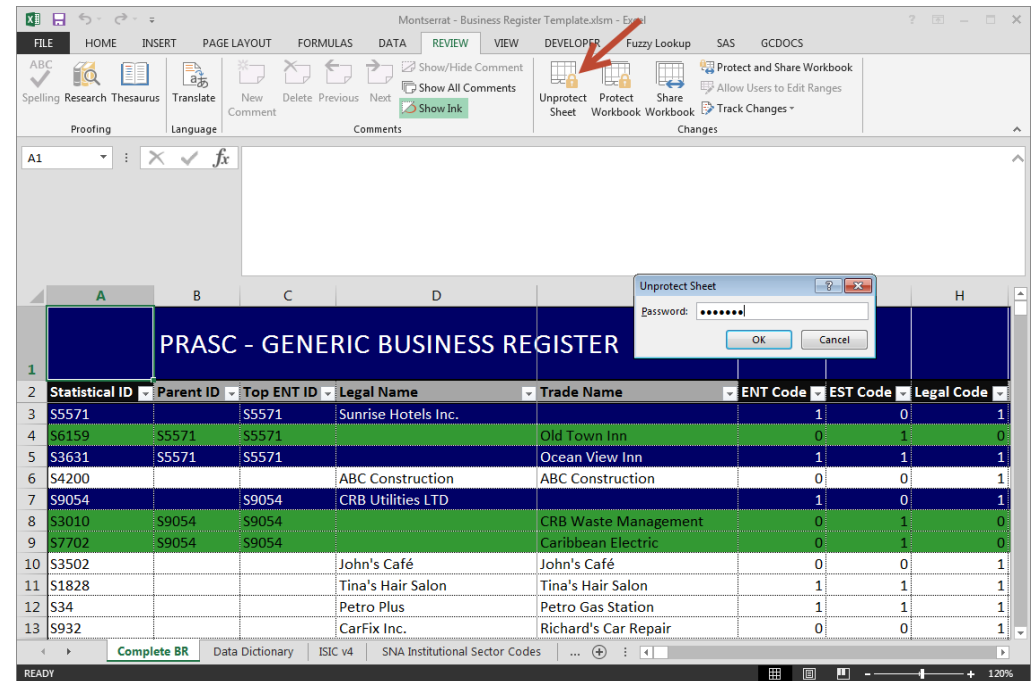 Montserrat - Business Register Template.xlsm - Excel
FILE HOME INSERT PAGE LAYOUT FORMULAS DATA REVIEW VIEW DEVELOPER Fuzzy Lookup SAS GCDOCS
ABC
Spelling Research Thesaurus
Proofing
Translate
Language
New Comment
Delete Previous Next
Show/Hide Comment
Show All Comments
Show Ink
Comments
Unprotect Sheet
Protect Workbook
Share Workbook
Protect and Share Workbook
Allow Users to Edit Ranges
Track Changes
Changes
A1 fx
Unprotect Sheet
Password: •••••••
OK Cancel
A B C D H
1 PRASC - GENERIC BUSINESS REGISTER
2 Statistical ID Parent ID Top ENT ID Legal Name Trade Name ENT Code EST Code Legal Code
3 S5571 S5571 Sunrise Hotels Inc. 1 0 1
4 S6159 S5571 S5571 Old Town Inn 0 1 0
5 S3631 S5571 S5571 Ocean View Inn 1 1 1
6 S4200 ABC Construction ABC Construction 0 0 1
7 S9054 S9054 CRB Utilities LTD 1 0 1
8 S3010 S9054 S9054 CRB Waste Management 0 1 0
9 S7702 S9054 S9054 Caribbean Electric 0 1 0
10 S3502 John's Café John's Café 0 0 1
11 S1828 Tina's Hair Salon Tina's Hair Salon 1 1 1
12 S34 Petro Plus Petro Gas Station 1 1 1
13 S932 CarFix Inc. Richard's Car Repair 0 0 1
Complete BR Data Dictionary ISIC v4 SNA Institutional Sector Codes ...
READY 120%